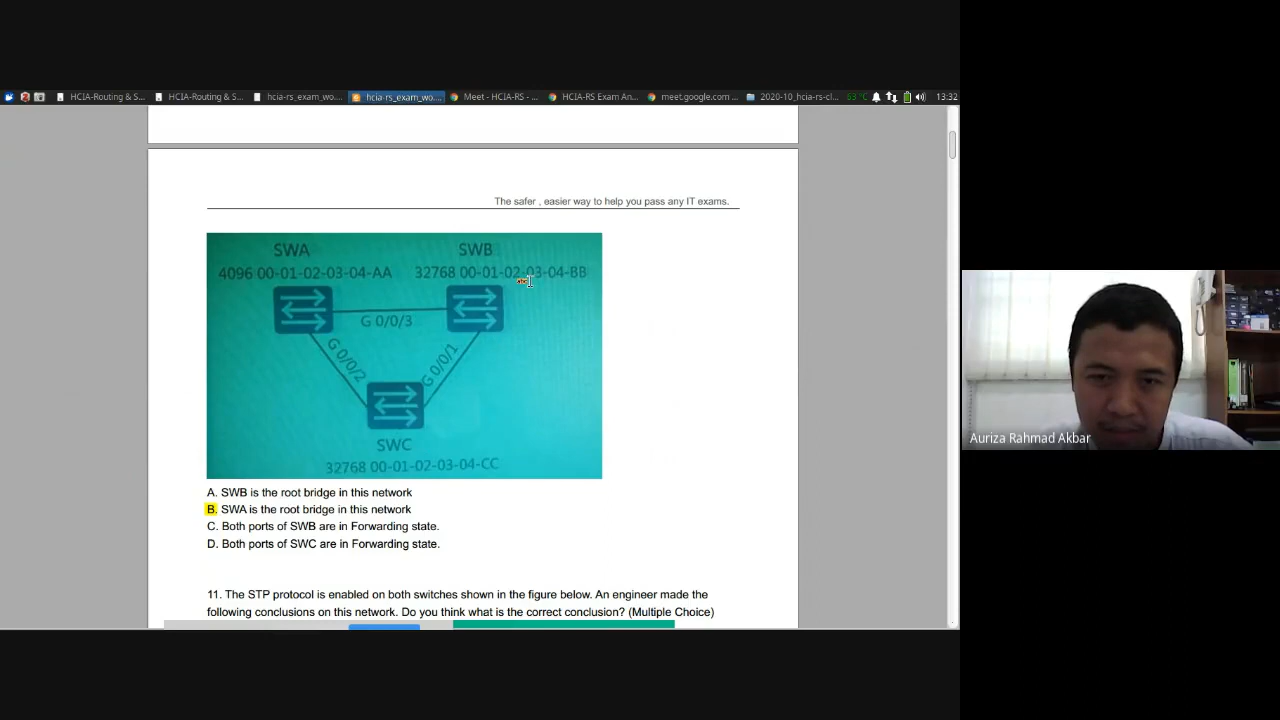 HCIA-Routing & S...
HCIA-Routing & S...
hcia-rs_exam_wo...
hcia-rs_exam_wo...
Meet - HCIA-RS - ...
HCIA-RS Exam An...
meet.google.com ...
2020-10_hcia-rs-cl...
63 °C
13:32
The safer , easier way to help you pass any IT exams.
SWA
SWB
4096 00-01-02-03-04-AA
32768 00-01-02-03-04-BB
G 0/0/3
G 0/0/2
G 0/0/1
SWC
32768 00-01-02-03-04-CC
A. SWB is the root bridge in this network
B. SWA is the root bridge in this network
C. Both ports of SWB are in Forwarding state.
D. Both ports of SWC are in Forwarding state.
11. The STP protocol is enabled on both switches shown in the figure below. An engineer made the
following conclusions on this network. Do you think what is the correct conclusion? (Multiple Choice)
Auriza Rahmad Akbar